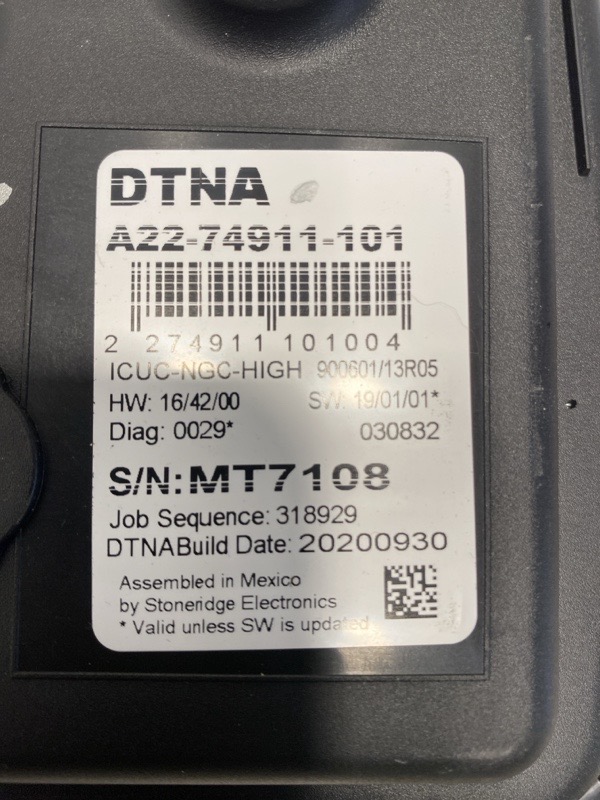 DTNA
A22-74911-101
2 274911 101004
ICUC-NGC-HIGH 900601/13R05
HW: 16/42/00 SW: 19/01/01*
Diag: 0029* 030832
S/N: MT7108
Job Sequence: 318929
DTNABuild Date: 20200930
Assembled in Mexico
by Stoneridge Electronics
* Valid unless SW is updated